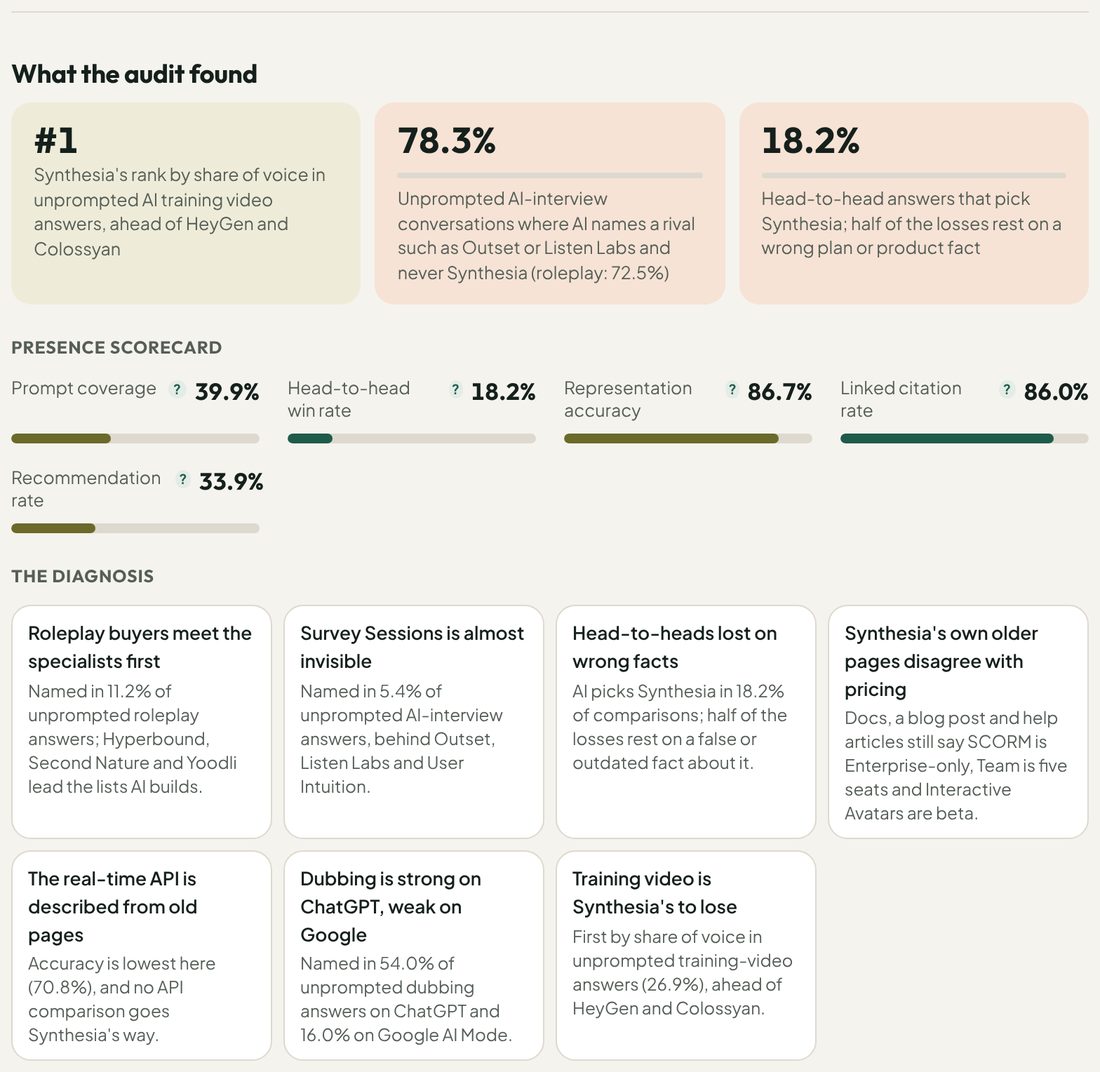 What the audit found
#1
Synthesia's rank by share of voice in
unprompted AI training video
answers, ahead of HeyGen and
Colossyan
78.3%
Unprompted AI-interview
conversations where AI names a rival
such as Outset or Listen Labs and
never Synthesia (roleplay: 72.5%)
18.2%
Head-to-head answers that pick
Synthesia; half of the losses rest on a
wrong plan or product fact
PRESENCE SCORECARD
Prompt coverage ? 39.9%
Head-to-head
win rate
? 18.2%
Representation
accuracy
? 86.7%
Linked citation
rate
? 86.0%
Recommendation
rate
? 33.9%
THE DIAGNOSIS
Roleplay buyers meet the
specialists first
Named in 11.2% of
unprompted roleplay
answers; Hyperbound,
Second Nature and Yoodli
lead the lists AI builds.
Survey Sessions is almost
invisible
Named in 5.4% of
unprompted AI-interview
answers, behind Outset,
Listen Labs and User
Intuition.
Head-to-heads lost on
wrong facts
AI picks Synthesia in 18.2%
of comparisons; half of the
losses rest on a false or
outdated fact about it.
Synthesia's own older
pages disagree with
pricing
Docs, a blog post and help
articles still say SCORM is
Enterprise-only, Team is five
seats and Interactive
Avatars are beta.
The real-time API is
described from old
pages
Accuracy is lowest here
(70.8%), and no API
comparison goes
Synthesia's way.
Dubbing is strong on
ChatGPT, weak on
Google
Named in 54.0% of
unprompted dubbing
answers on ChatGPT and
16.0% on Google AI Mode.
Training video is
Synthesia's to lose
First by share of voice in
unprompted training-video
answers (26.9%), ahead of
HeyGen and Colossyan.